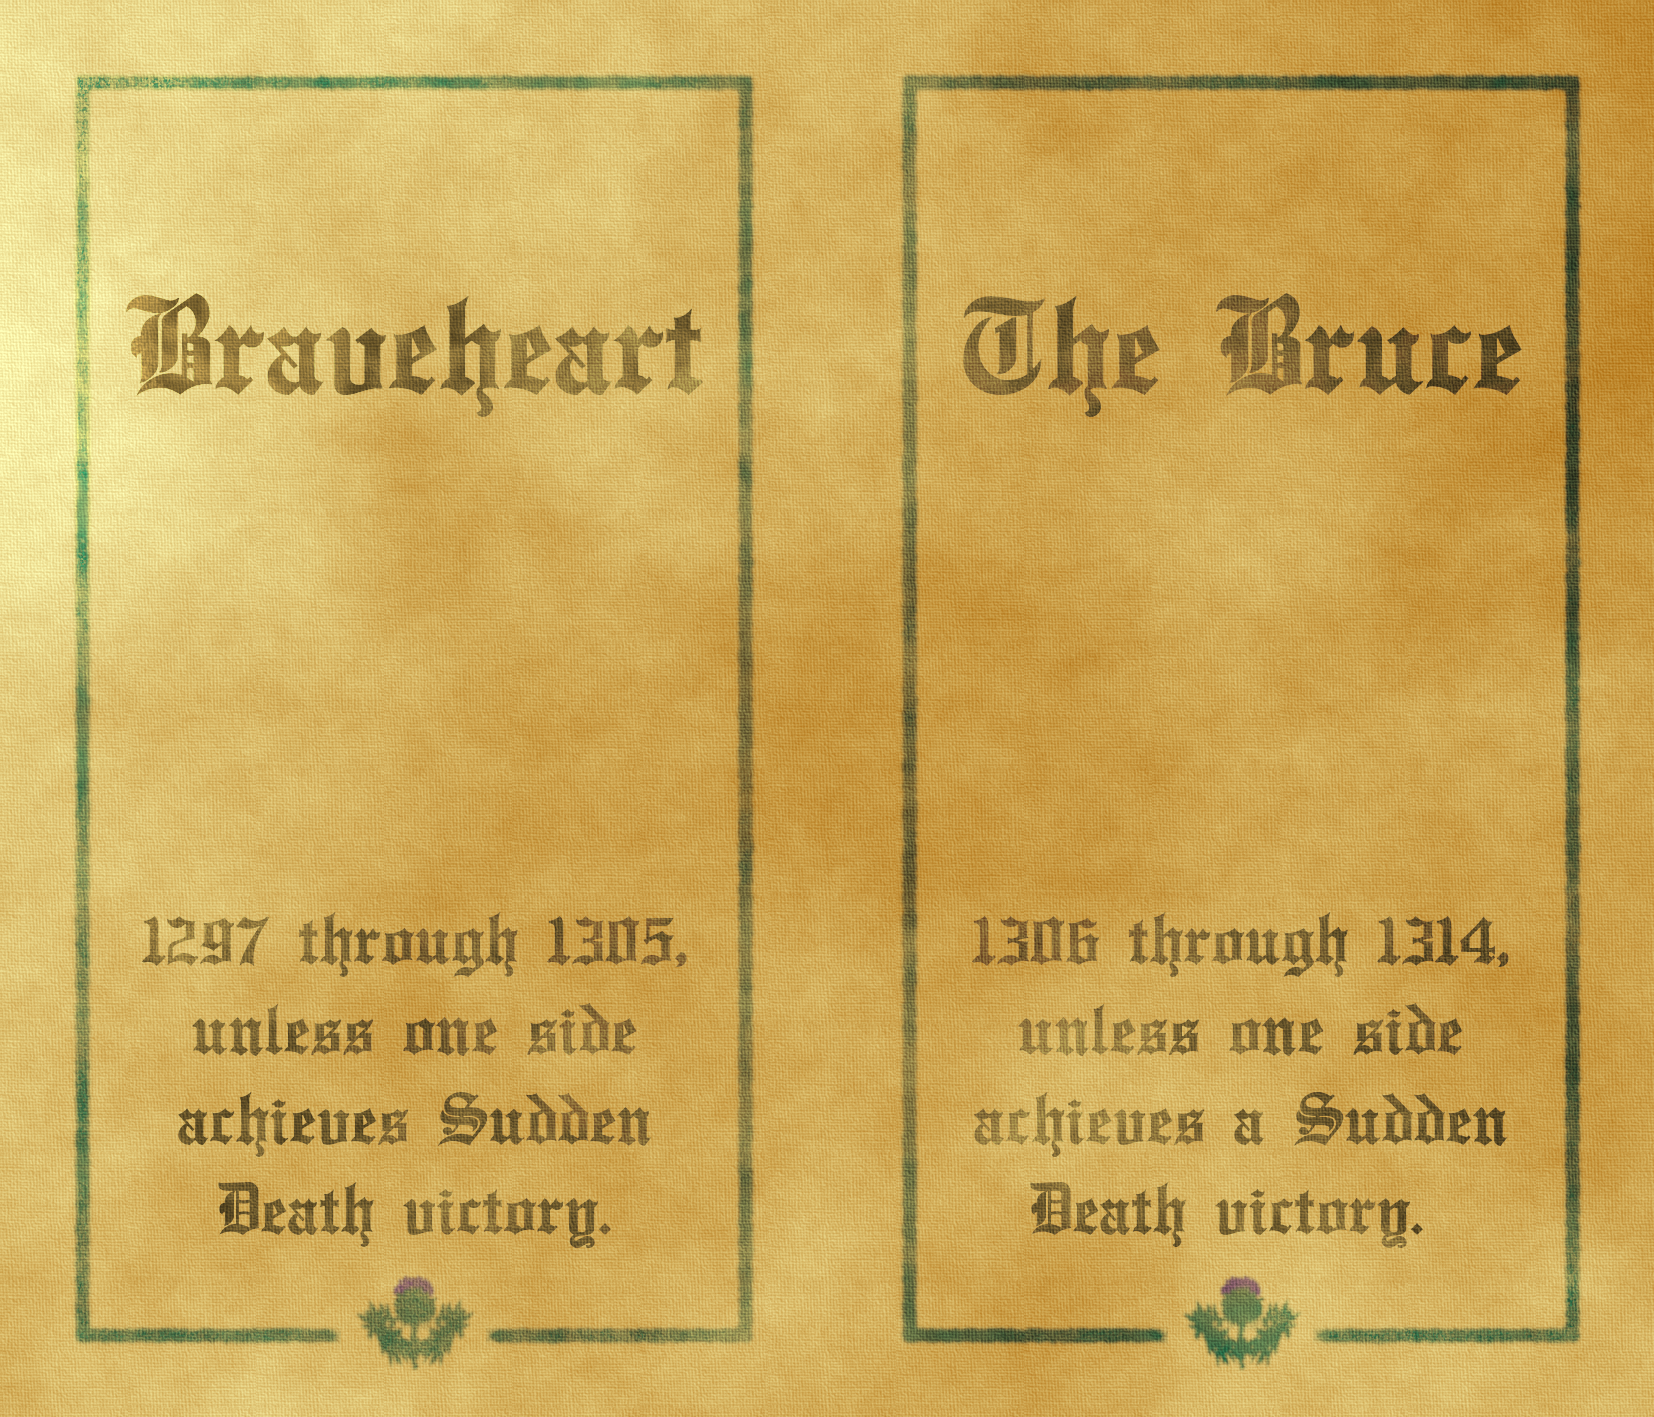 Braveheart
1297 through 1305,
unless one side
achieves Sudden
Death victory.
The Bruce
1306 through 1314,
unless one side
achieves a Sudden
Death victory.